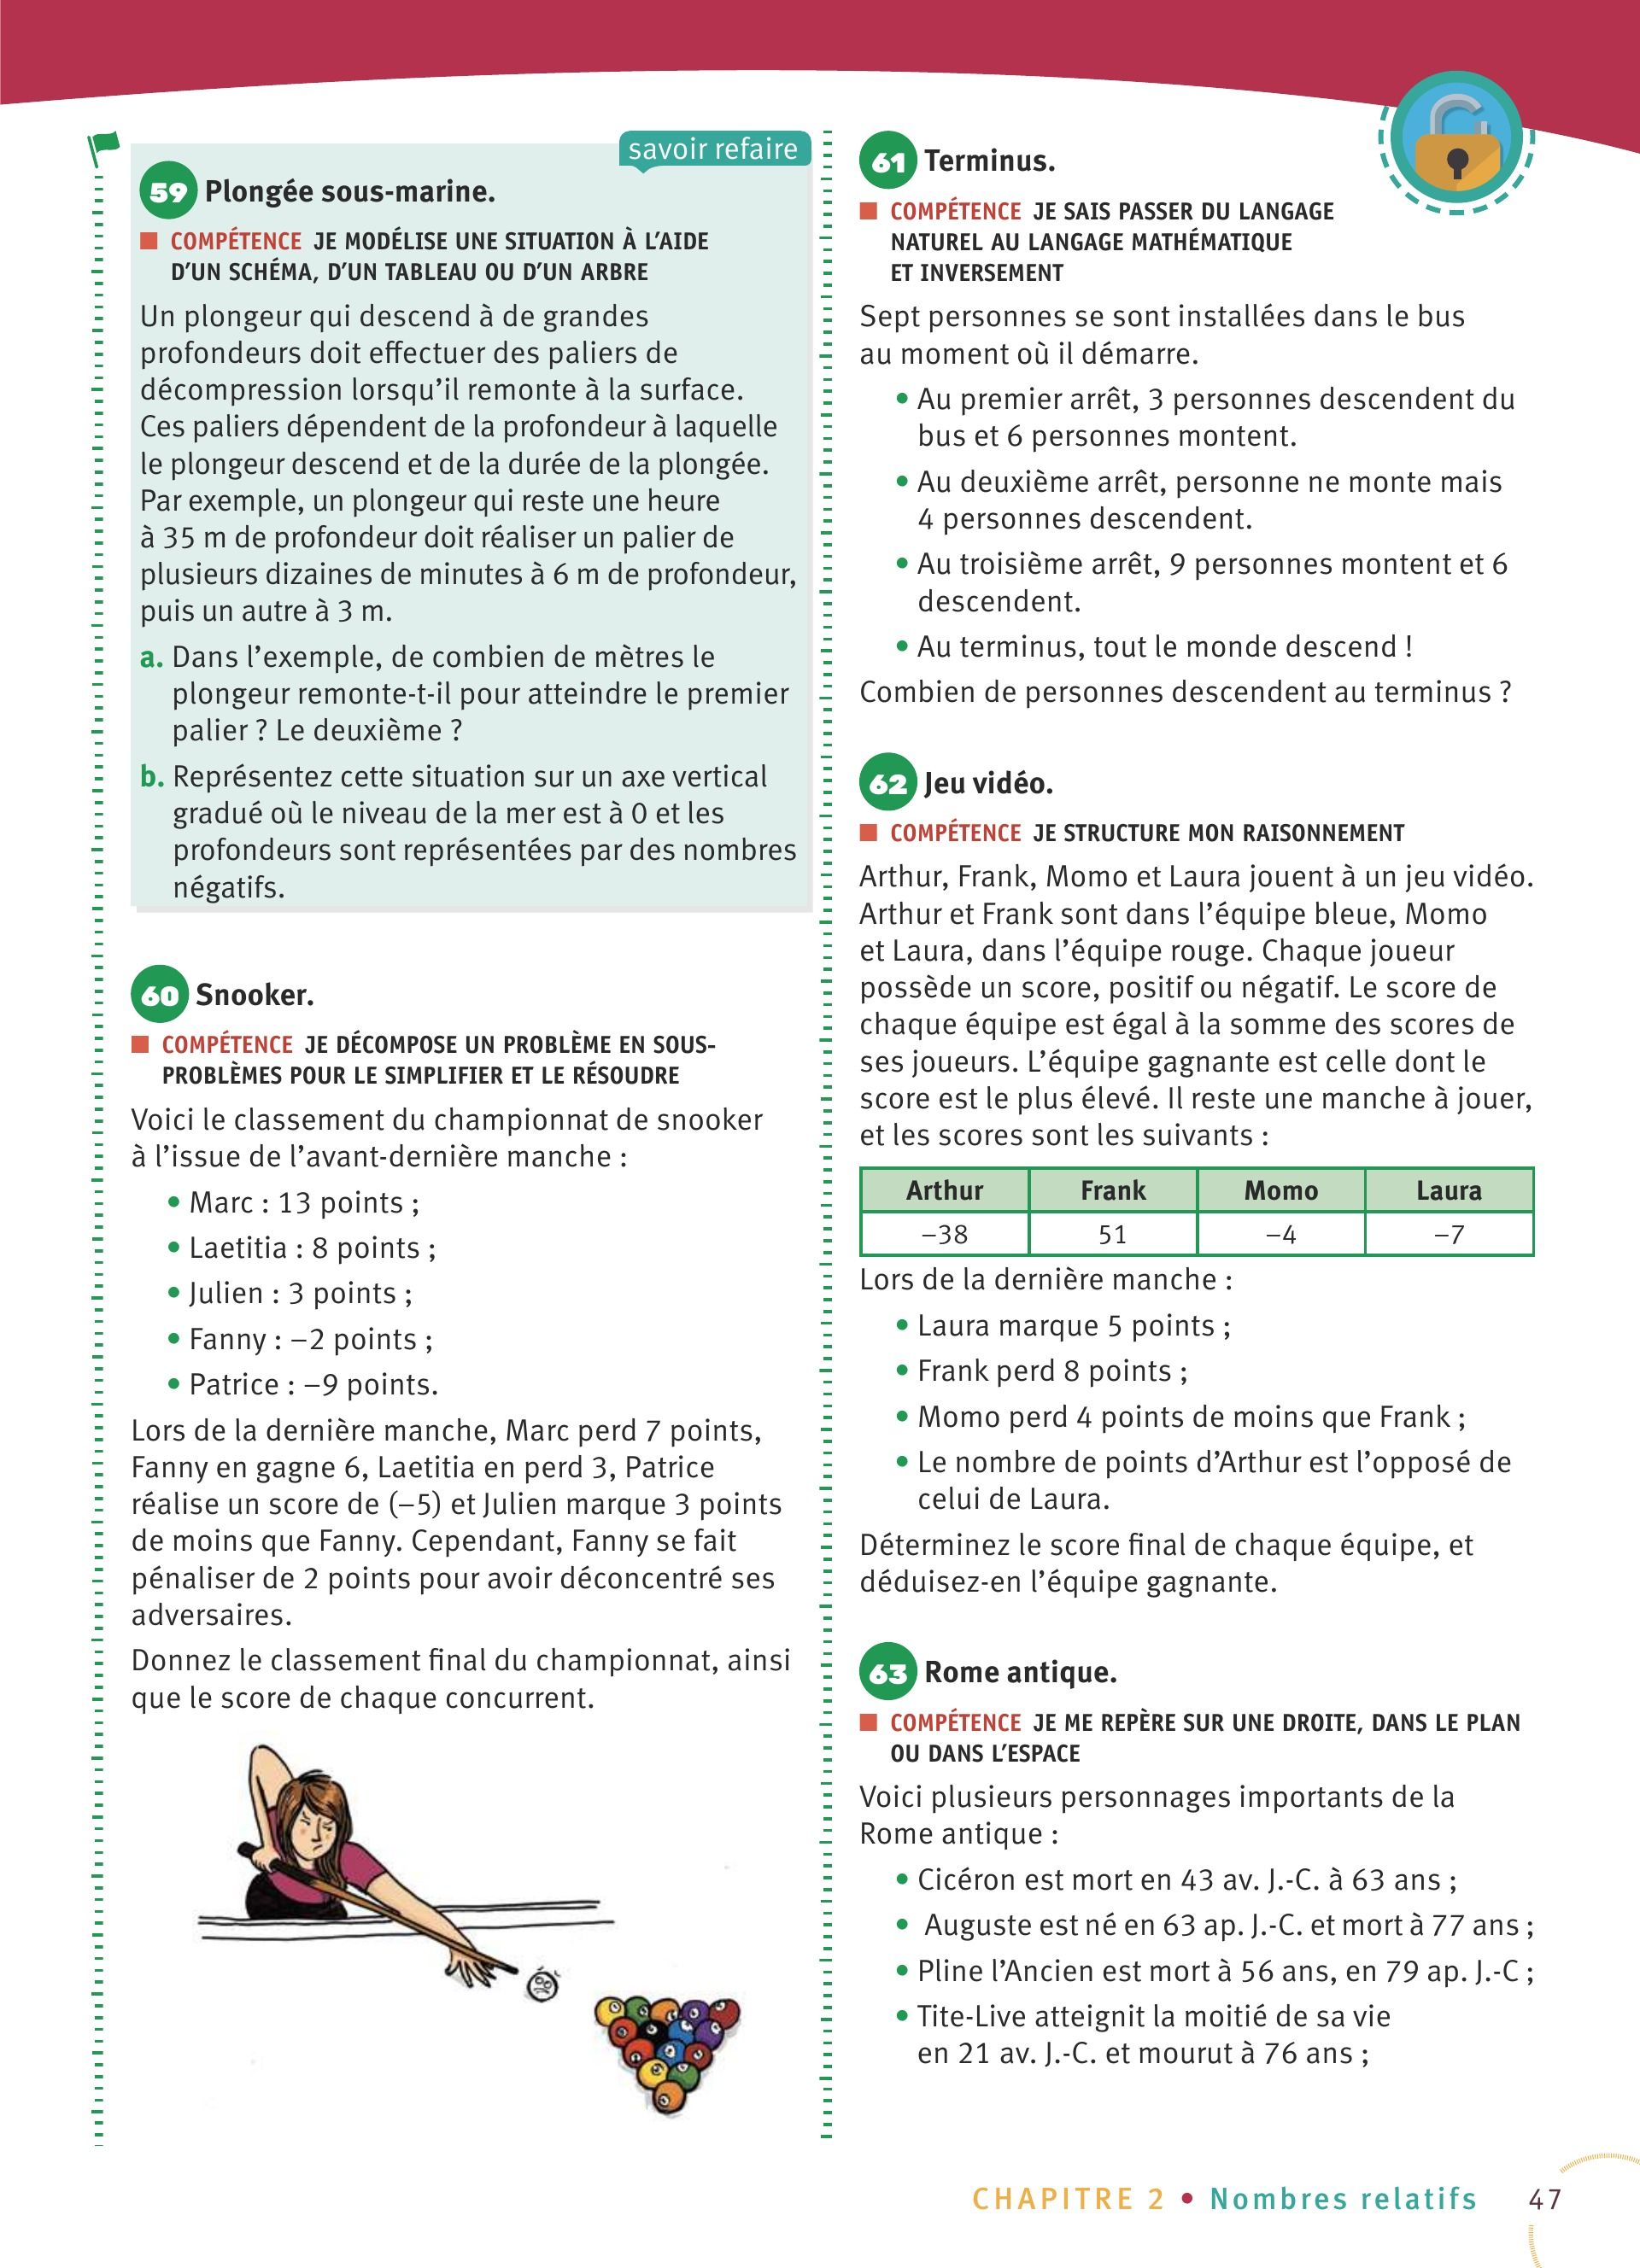 savoir refaire
59 Plongée sous-marine.
COMPÉTENCE JE MODÉLISE UNE SITUATION À L’AIDE
D’UN SCHÉMA, D’UN TABLEAU OU D’UN ARBRE
Un plongeur qui descend à de grandes
profondeurs doit effectuer des paliers de
décompression lorsqu’il remonte à la surface.
Ces paliers dépendent de la profondeur à laquelle
le plongeur descend et de la durée de la plongée.
Par exemple, un plongeur qui reste une heure
à 35 m de profondeur doit réaliser un palier de
plusieurs dizaines de minutes à 6 m de profondeur,
puis un autre à 3 m.
a. Dans l’exemple, de combien de mètres le
plongeur remonte-t-il pour atteindre le premier
palier ? Le deuxième ?
b. Représentez cette situation sur un axe vertical
gradué où le niveau de la mer est à 0 et les
profondeurs sont représentées par des nombres
négatifs.
60 Snooker.
COMPÉTENCE JE DÉCOMPOSE UN PROBLÈME EN SOUS-
PROBLÈMES POUR LE SIMPLIFIER ET LE RÉSOUDRE
Voici le classement du championnat de snooker
à l’issue de l’avant-dernière manche :
• Marc : 13 points ;
• Laetitia : 8 points ;
• Julien : 3 points ;
• Fanny : –2 points ;
• Patrice : –9 points.
Lors de la dernière manche, Marc perd 7 points,
Fanny en gagne 6, Laetitia en perd 3, Patrice
réalise un score de (–5) et Julien marque 3 points
de moins que Fanny. Cependant, Fanny se fait
pénaliser de 2 points pour avoir déconcentré ses
adversaires.
Donnez le classement final du championnat, ainsi
que le score de chaque concurrent.
61 Terminus.
COMPÉTENCE JE SAIS PASSER DU LANGAGE
NATUREL AU LANGAGE MATHÉMATIQUE
ET INVERSEMENT
Sept personnes se sont installées dans le bus
au moment où il démarre.
• Au premier arrêt, 3 personnes descendent du
bus et 6 personnes montent.
• Au deuxième arrêt, personne ne monte mais
4 personnes descendent.
• Au troisième arrêt, 9 personnes montent et 6
descendent.
• Au terminus, tout le monde descend !
Combien de personnes descendent au terminus ?
62 Jeu vidéo.
COMPÉTENCE JE STRUCTURE MON RAISONNEMENT
Arthur, Frank, Momo et Laura jouent à un jeu vidéo.
Arthur et Frank sont dans l’équipe bleue, Momo
et Laura, dans l’équipe rouge. Chaque joueur
possède un score, positif ou négatif. Le score de
chaque équipe est égal à la somme des scores de
ses joueurs. L’équipe gagnante est celle dont le
score est le plus élevé. Il reste une manche à jouer,
et les scores sont les suivants :
Arthur Frank Momo Laura
–38 51 –4 –7
Lors de la dernière manche :
• Laura marque 5 points ;
• Frank perd 8 points ;
• Momo perd 4 points de moins que Frank ;
• Le nombre de points d’Arthur est l’opposé de
celui de Laura.
Déterminez le score final de chaque équipe, et
déduisez-en l’équipe gagnante.
63 Rome antique.
COMPÉTENCE JE ME REPÈRE SUR UNE DROITE, DANS LE PLAN
OU DANS L’ESPACE
Voici plusieurs personnages importants de la
Rome antique :
• Cicéron est mort en 43 av. J.-C. à 63 ans ;
• Auguste est né en 63 ap. J.-C. et mort à 77 ans ;
• Pline l’Ancien est mort à 56 ans, en 79 ap. J.-C ;
• Tite-Live atteignit la moitié de sa vie
en 21 av. J.-C. et mourut à 76 ans ;
CHAPITRE 2 • Nombres relatifs 47